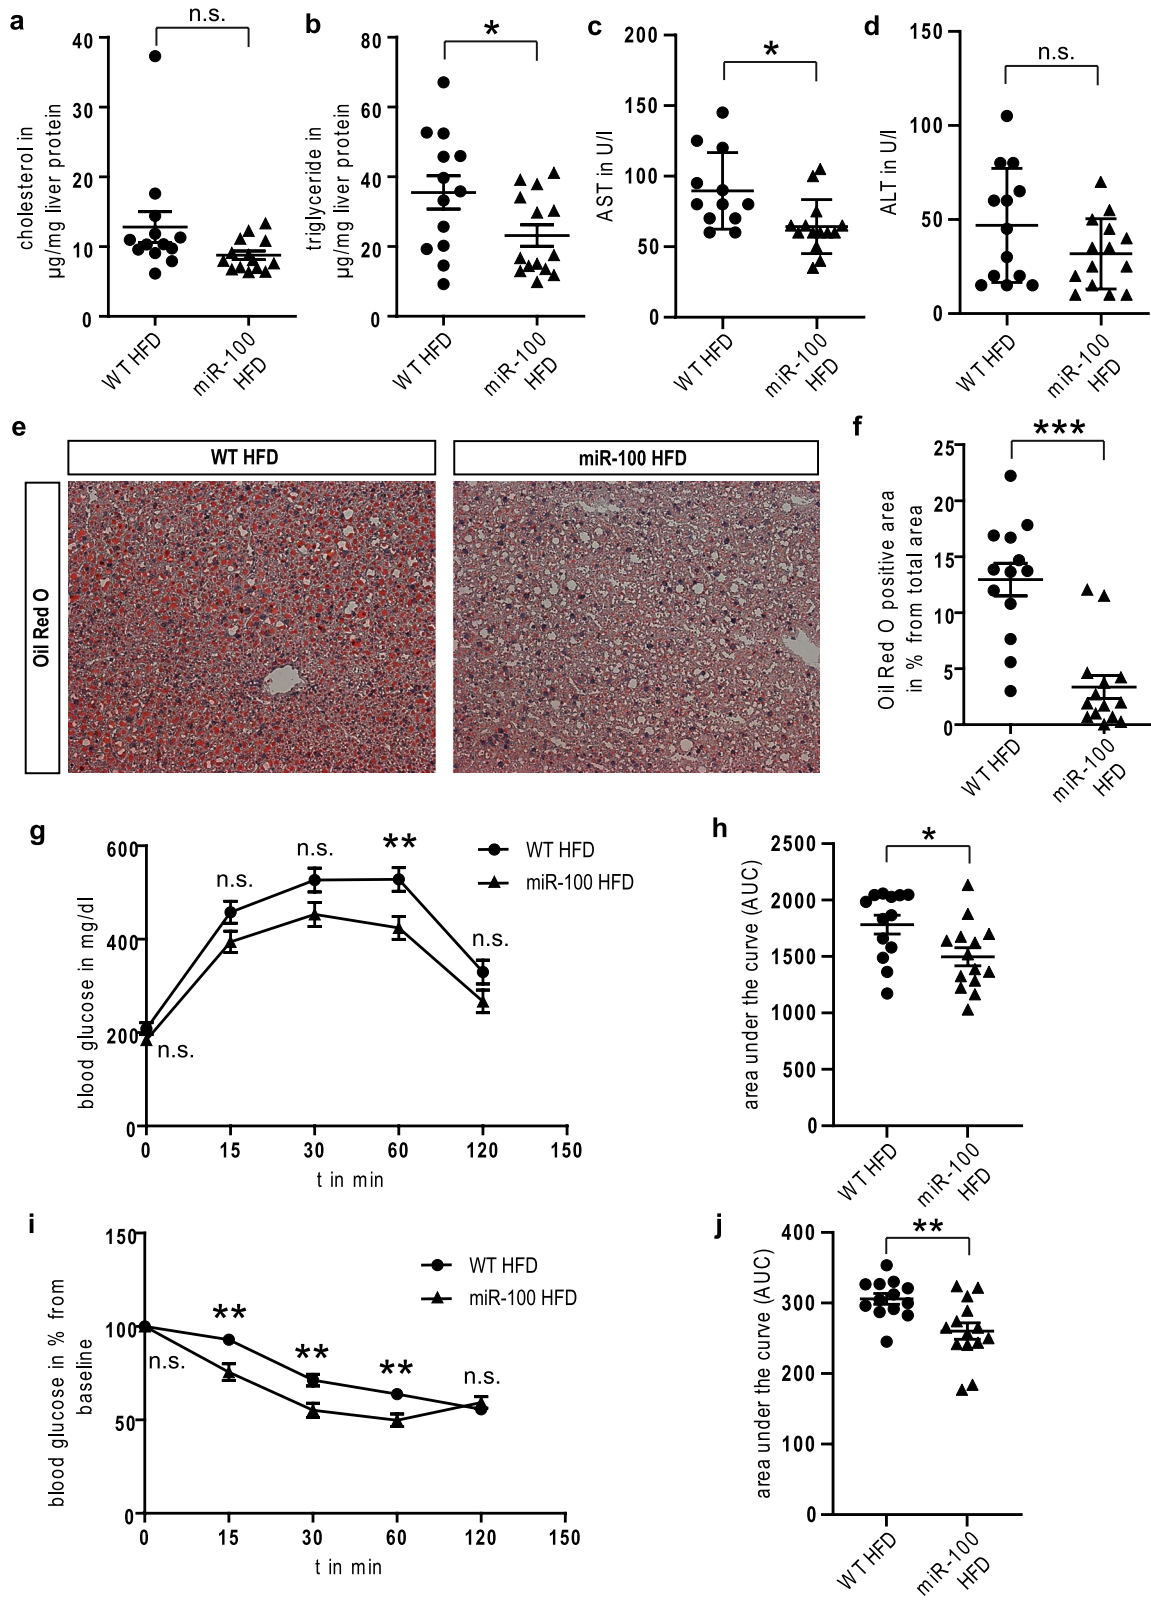 a
n.s.
40
30
20
10
0
cholesterol in
µg/mg liver protein
WT HFD
miR-100
HFD
b
*
80
60
40
20
0
triglyceride in
µg/mg liver protein
WT HFD
miR-100
HFD
c
*
200
150
100
50
0
AST in U/l
WT HFD
miR-100
HFD
d
n.s.
150
100
50
0
ALT in U/l
WT HFD
miR-100
HFD
e
WT HFD
miR-100 HFD
Oil Red O
f
***
25
20
15
10
5
0
Oil Red O positive area
in % from total area
WT HFD
miR-100
HFD
g
600
400
200
0
blood glucose in mg/dl
n.s.
n.s.
n.s.
**
n.s.
WT HFD
miR-100 HFD
0 15 30 60 120 150
t in min
h
*
2500
2000
1500
1000
500
0
area under the curve (AUC)
WT HFD
miR-100
HFD
i
150
100
50
0
blood glucose in % from
baseline
n.s.
**
**
**
n.s.
WT HFD
miR-100 HFD
0 15 30 60 120 150
t in min
j
**
400
300
200
100
0
area under the curve (AUC)
WT HFD
miR-100
HFD